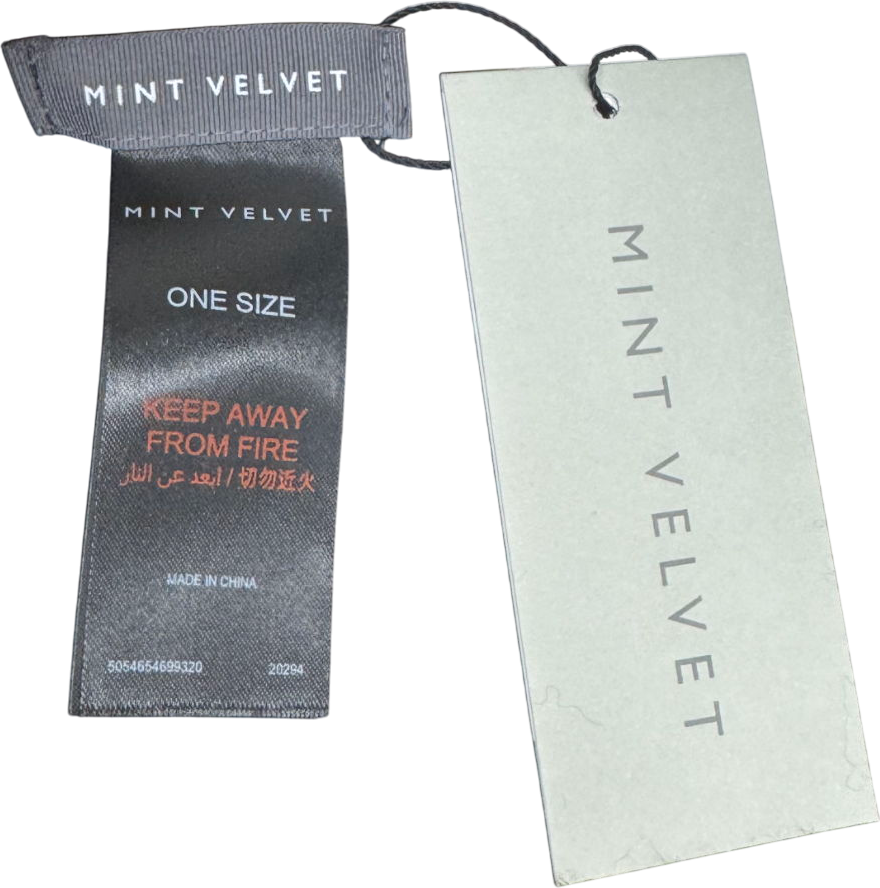 MINT VELVET
MINT VELVET
ONE SIZE
KEEP AWAY
FROM FIRE
ابعد عن النار / 切勿近火
MADE IN CHINA
5054654699320 20294
MINT VELVET